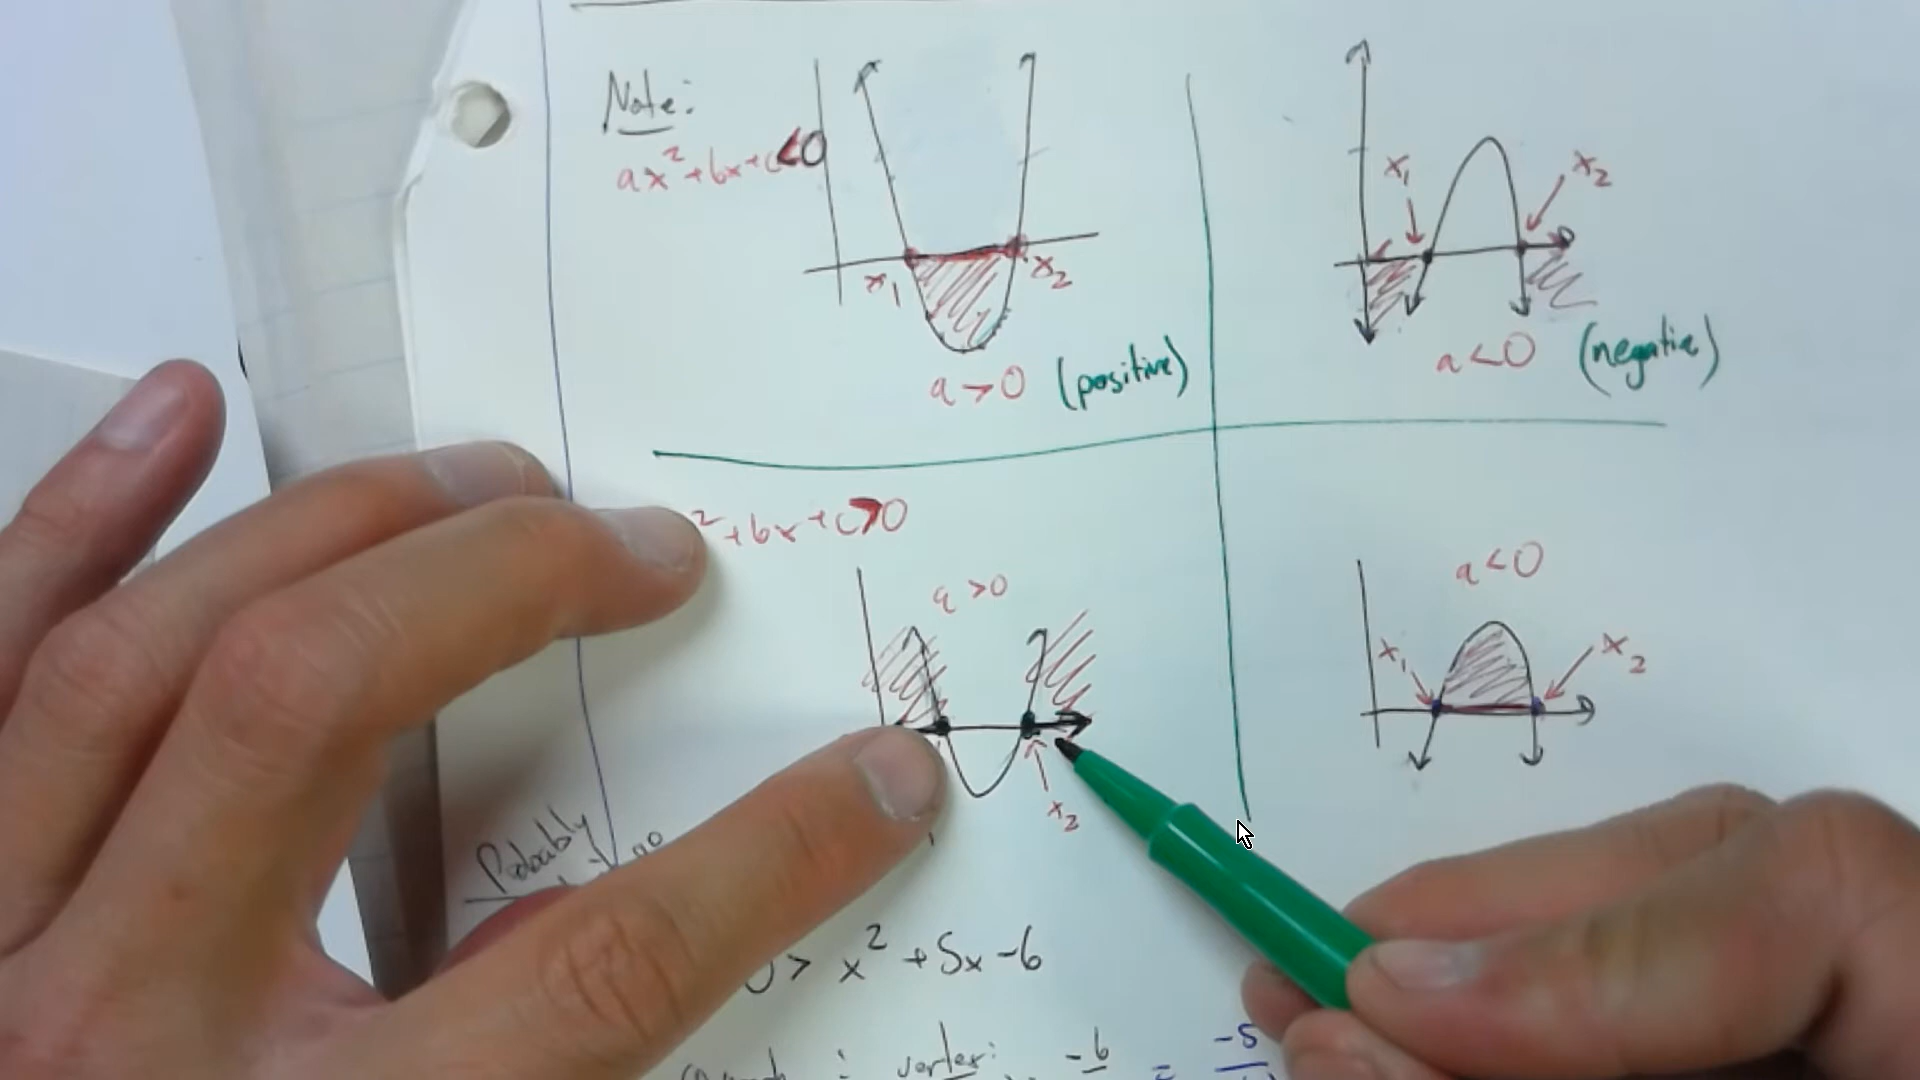 Note:
ax²+bx+c<0
x₁
x₂
a>0 (positive)
x₁
x₂
a<0 (negative)
²+bx+c>0
a>0
x₂
a<0
x₁
x₂
Probably
0> x²+5x-6
vertex: -b = -5